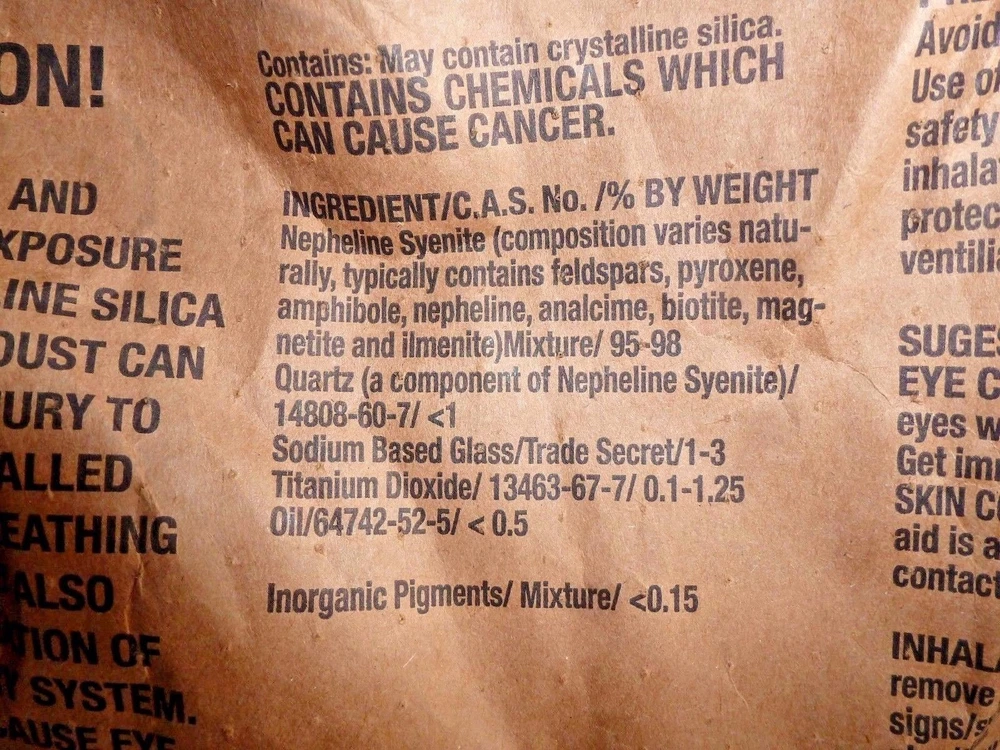 ON!
AND
XPOSURE
INE SILICA
DUST CAN
URY TO
ALLED
EATHING
ALSO
TION OF
Y SYSTEM.
CAUSE EYE
Contains: May contain crystalline silica.
CONTAINS CHEMICALS WHICH
CAN CAUSE CANCER.
INGREDIENT/C.A.S. No. /% BY WEIGHT
Nepheline Syenite (composition varies natu-
rally, typically contains feldspars, pyroxene,
amphibole, nepheline, analcime, biotite, mag-
netite and ilmenite)Mixture/ 95-98
Quartz (a component of Nepheline Syenite)/
14808-60-7/ <1
Sodium Based Glass/Trade Secret/1-3
Titanium Dioxide/ 13463-67-7/ 0.1-1.25
Oil/64742-52-5/ < 0.5
Inorganic Pigments/ Mixture/ <0.15
Avoid
Use of
safety
inhala
protec
ventili
SUGES
EYE C
eyes w
Get im
SKIN C
aid is a
contact
INHAL
remove
signs/s